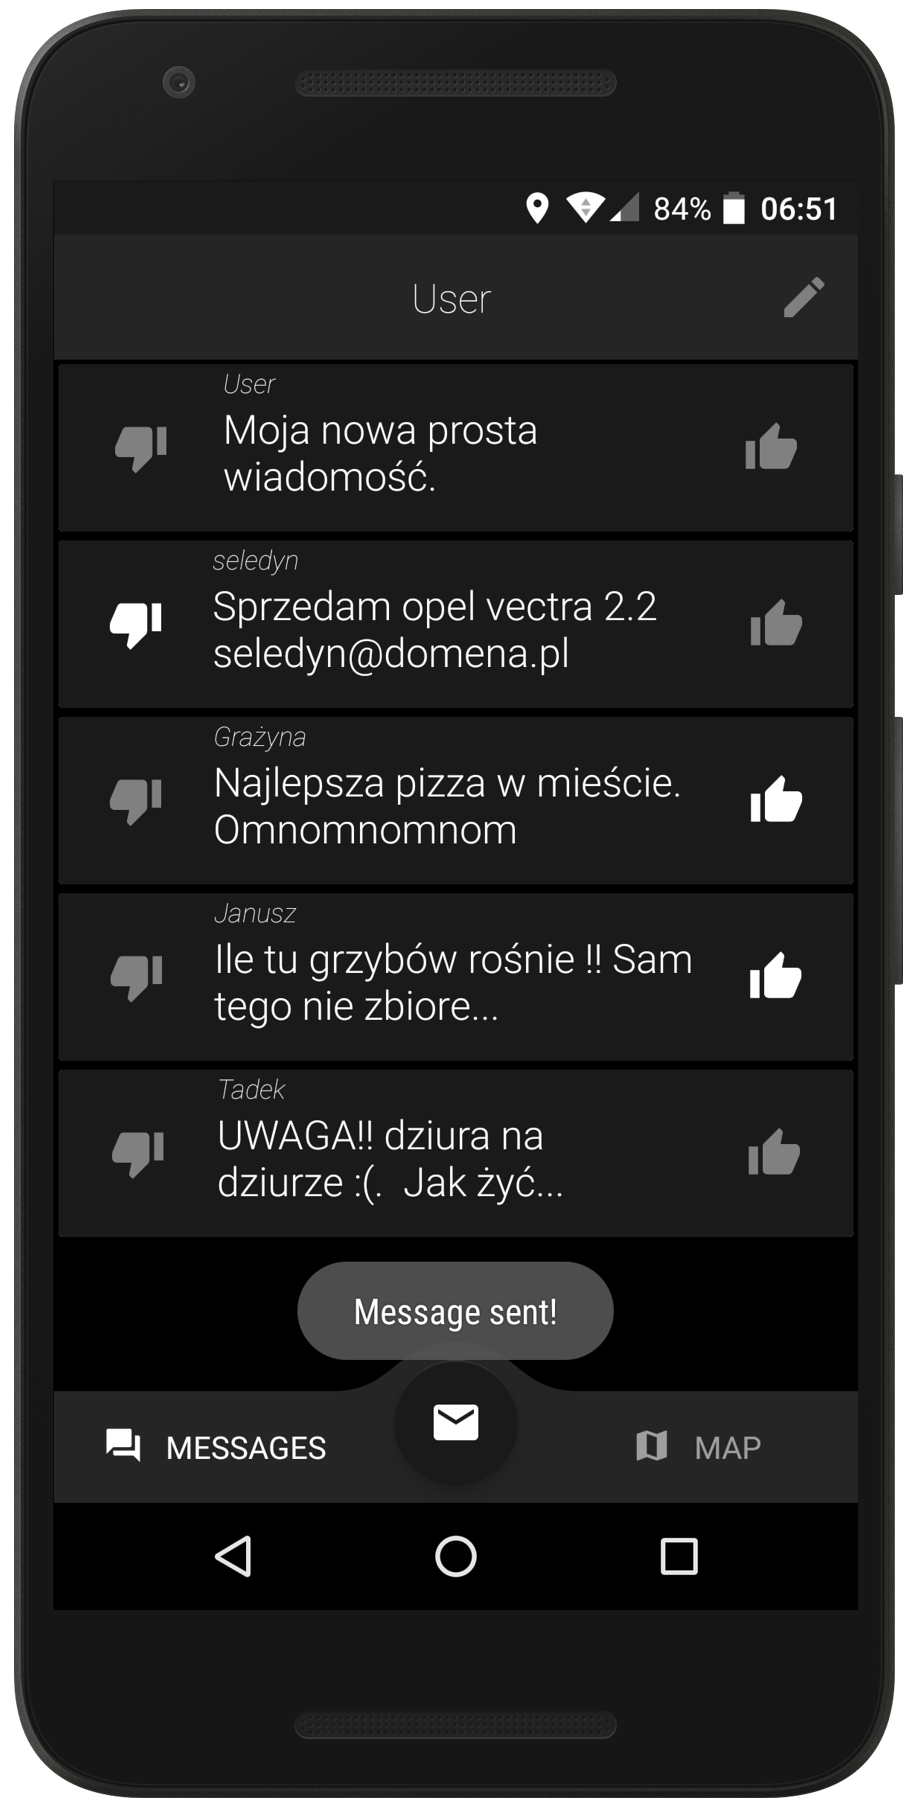 84% 06:51
User
User
Moja nowa prosta
wiadomość.
seledyn
Sprzedam opel vectra 2.2
seledyn@domena.pl
Grażyna
Najlepsza pizza w mieście.
Omnomnomnom
Janusz
Ile tu grzybów rośnie !! Sam
tego nie zbiore...
Tadek
UWAGA!! dziura na
dziurze :(.  Jak żyć...
Message sent!
MESSAGES
MAP